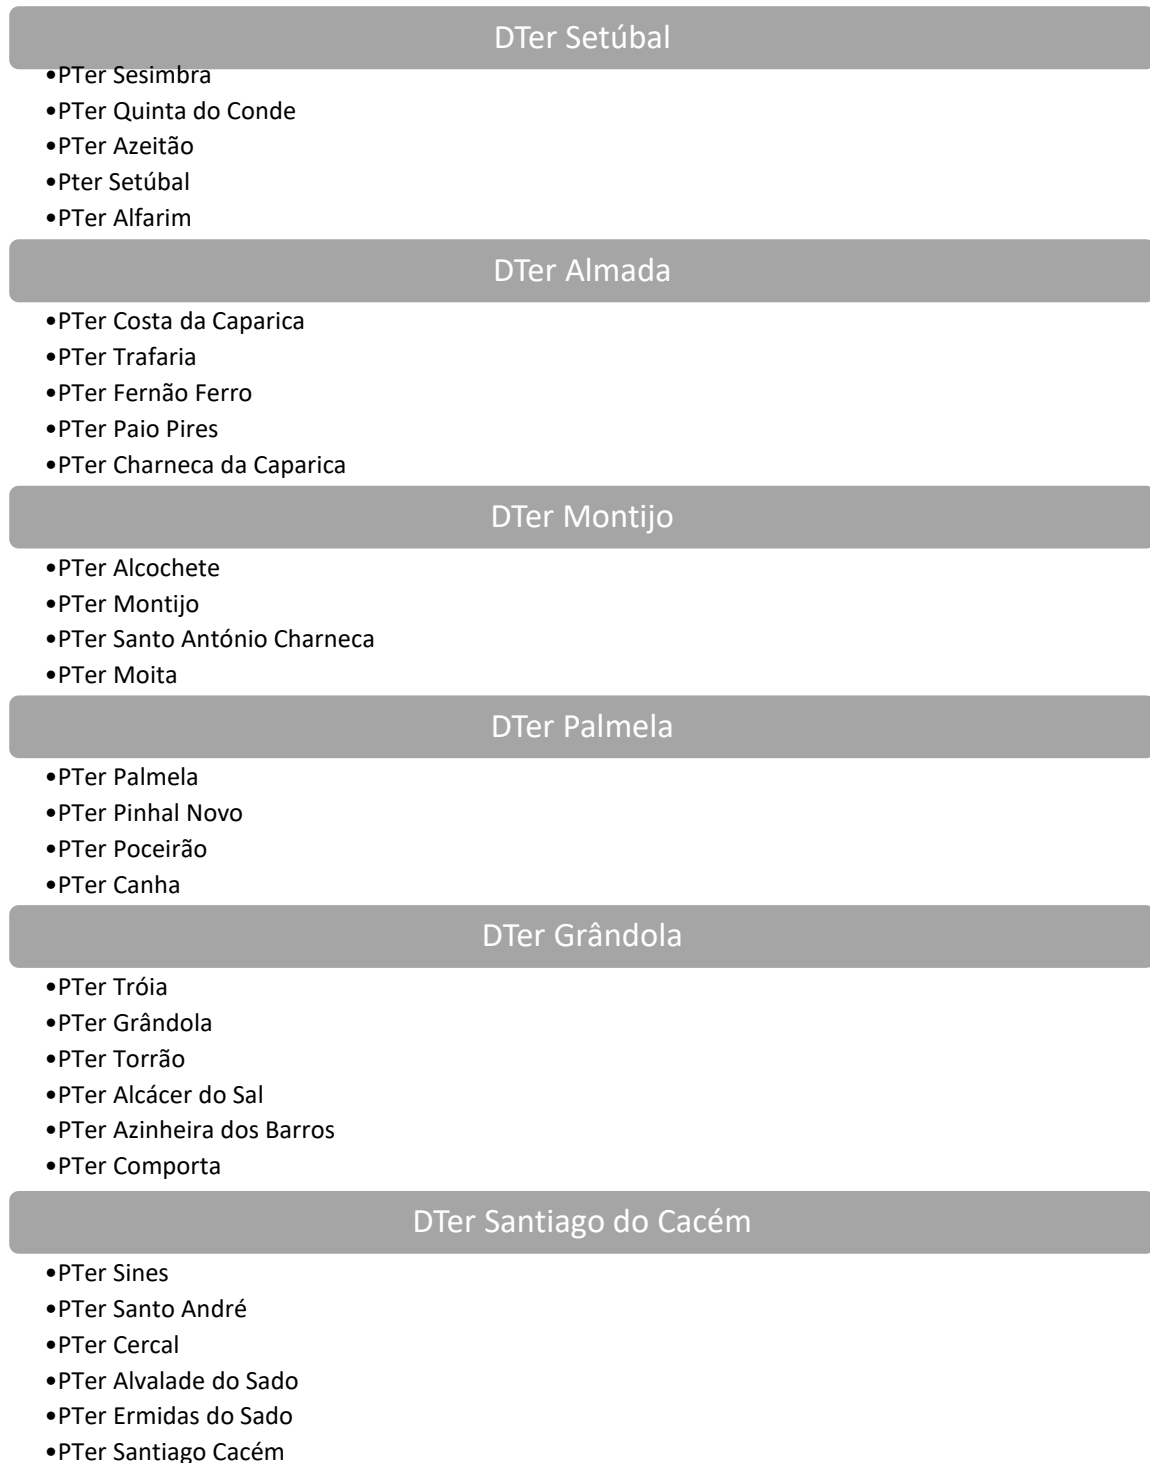 DTer Setúbal
•PTer Sesimbra
•PTer Quinta do Conde
•PTer Azeitão
•Pter Setúbal
•PTer Alfarim
DTer Almada
•PTer Costa da Caparica
•PTer Trafaria
•PTer Fernão Ferro
•PTer Paio Pires
•PTer Charneca da Caparica
DTer Montijo
•PTer Alcochete
•PTer Montijo
•PTer Santo António Charneca
•PTer Moita
DTer Palmela
•PTer Palmela
•PTer Pinhal Novo
•PTer Poceirão
•PTer Canha
DTer Grândola
•PTer Tróia
•PTer Grândola
•PTer Torrão
•PTer Alcácer do Sal
•PTer Azinheira dos Barros
•PTer Comporta
DTer Santiago do Cacém
•PTer Sines
•PTer Santo André
•PTer Cercal
•PTer Alvalade do Sado
•PTer Ermidas do Sado
•PTer Santiago Cacém